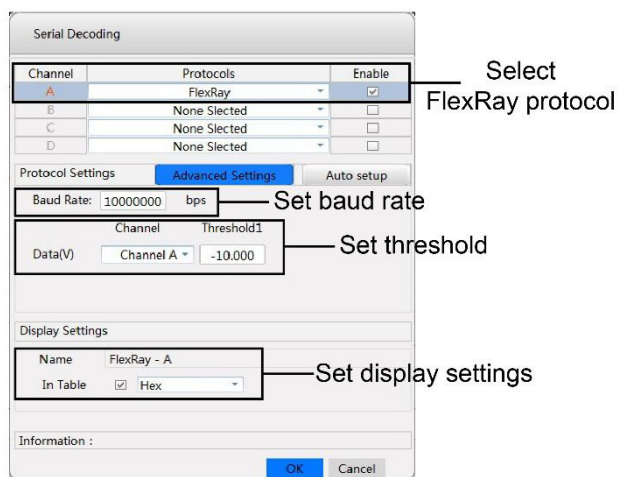 Serial Decoding
Channel Protocols Enable
A FlexRay
B None Slected
C None Slected
D None Slected
Select
FlexRay protocol
Protocol Settings Advanced Settings Auto setup
Baud Rate: 10000000 bps
Set baud rate
Channel Threshold1
Data(V) Channel A -10.000
Set threshold
Display Settings
Name FlexRay - A
In Table Hex
Set display settings
Information :
OK Cancel